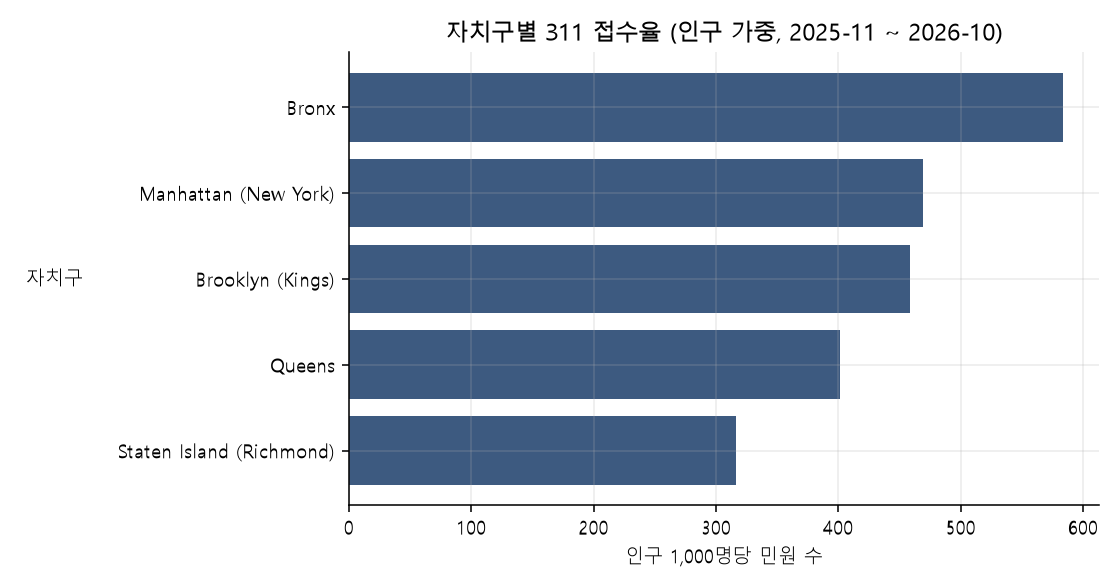 자치구별 311 접수율 (인구 가중, 2025-11 ~ 2026-10)
Bronx
Manhattan (New York)
Brooklyn (Kings)
자치구
Queens
Staten Island (Richmond)
0 100 200 300 400 500 600
인구 1,000명당 민원 수